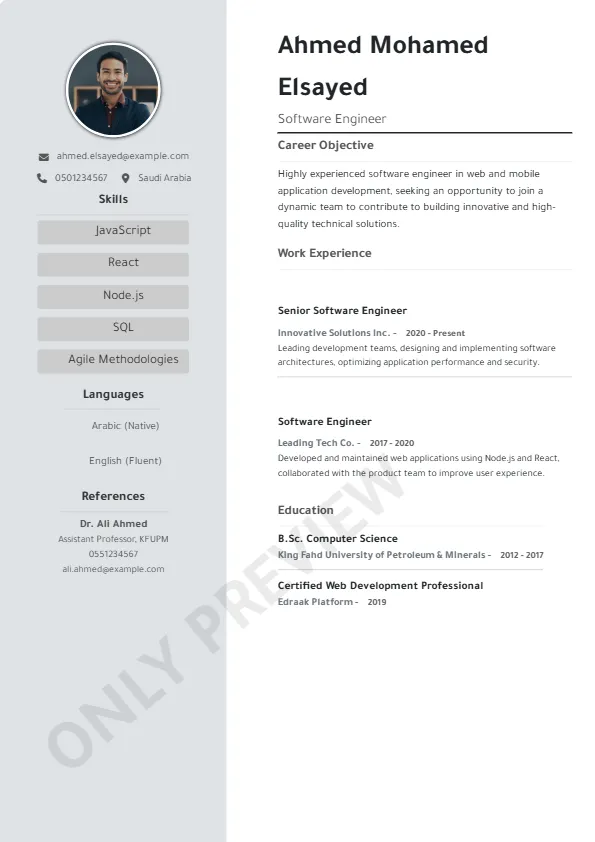 ahmed.elsayed@example.com
0501234567 Saudi Arabia
Skills
JavaScript
React
Node.js
SQL
Agile Methodologies
Languages
Arabic (Native)
English (Fluent)
References
Dr. Ali Ahmed
Assistant Professor, KFUPM
0551234567
ali.ahmed@example.com
Ahmed Mohamed
Elsayed
Software Engineer
Career Objective
Highly experienced software engineer in web and mobile
application development, seeking an opportunity to join a
dynamic team to contribute to building innovative and high-
quality technical solutions.
Work Experience
Senior Software Engineer
Innovative Solutions Inc. - 2020 - Present
Leading development teams, designing and implementing software
architectures, optimizing application performance and security.
Software Engineer
Leading Tech Co. - 2017 - 2020
Developed and maintained web applications using Node.js and React,
collaborated with the product team to improve user experience.
Education
B.Sc. Computer Science
King Fahd University of Petroleum & Minerals - 2012 - 2017
Certified Web Development Professional
Edraak Platform - 2019
ONLY PREVIEW